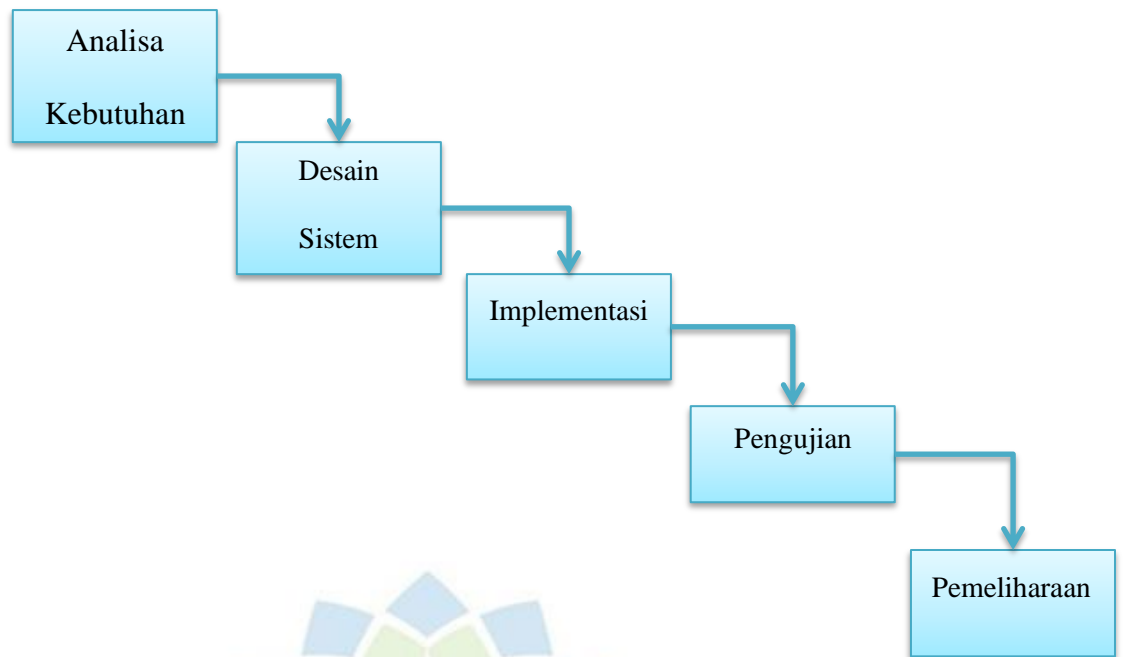 Analisa
Kebutuhan
Desain
Sistem
Implementasi
Pengujian
Pemeliharaan